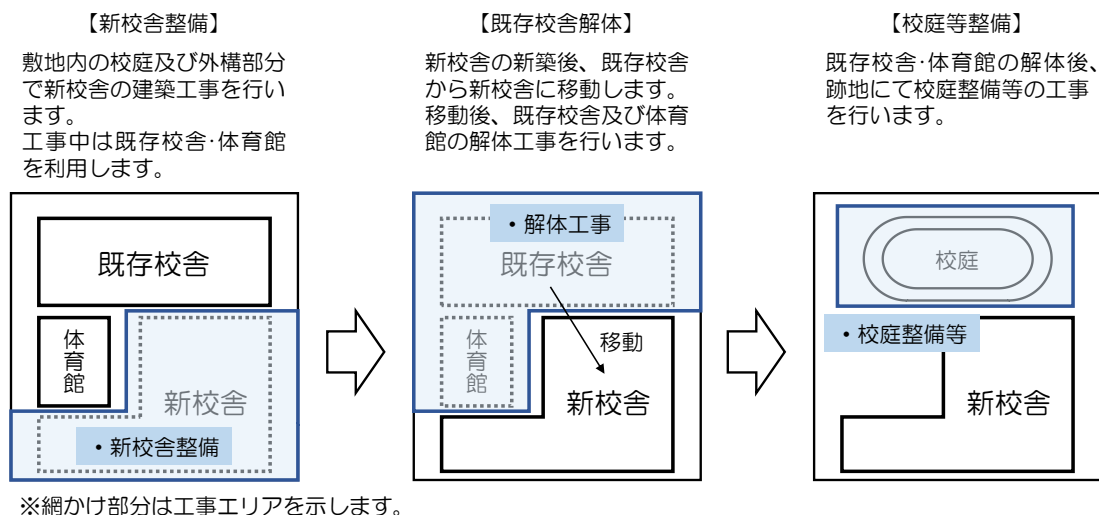 【新校舎整備】
敷地内の校庭及び外構部分
で新校舎の建築工事を行い
ます。
工事中は既存校舎･体育館
を利用します。
既存校舎
体育館
新校舎
・新校舎整備
【既存校舎解体】
新校舎の新築後、既存校舎
から新校舎に移動します。
移動後、既存校舎及び体育
館の解体工事を行います。
・解体工事
既存校舎
体育館
移動
新校舎
【校庭等整備】
既存校舎･体育館の解体後、
跡地にて校庭整備等の工事
を行います。
校庭
・校庭整備等
新校舎
※網かけ部分は工事エリアを示します。